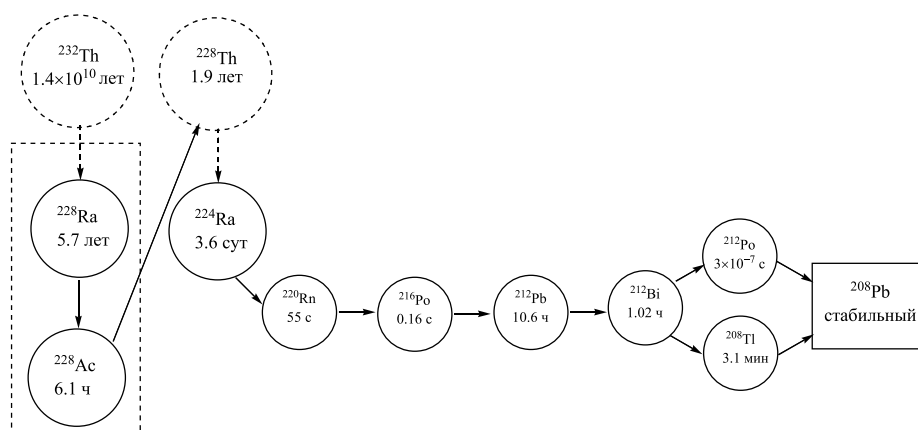 ²³²Th
1.4×10¹⁰ лет
²²⁸Th
1.9 лет
²²⁸Ra
5.7 лет
²²⁴Ra
3.6 сут
²²⁸Ac
6.1 ч
²²⁰Rn
55 с
²¹⁶Po
0.16 с
²¹²Pb
10.6 ч
²¹²Bi
1.02 ч
²¹²Po
3×10⁻⁷ с
²⁰⁸Tl
3.1 мин
²⁰⁸Pb
стабильный